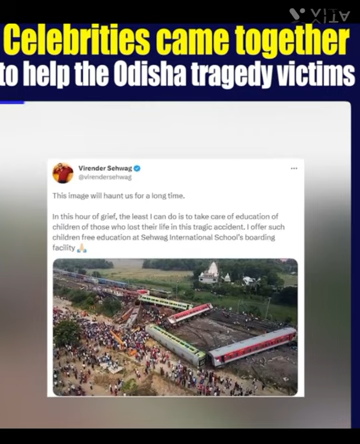 VITA
Celebrities came together
to help the Odisha tragedy victims
Virender Sehwag
@virendersehwag
This image will haunt us for a long time.
In this hour of grief, the least I can do is to take care of education of
children of those who lost their life in this tragic accident. I offer such
children free education at Sehwag International School's boarding
facility 🙏🏼